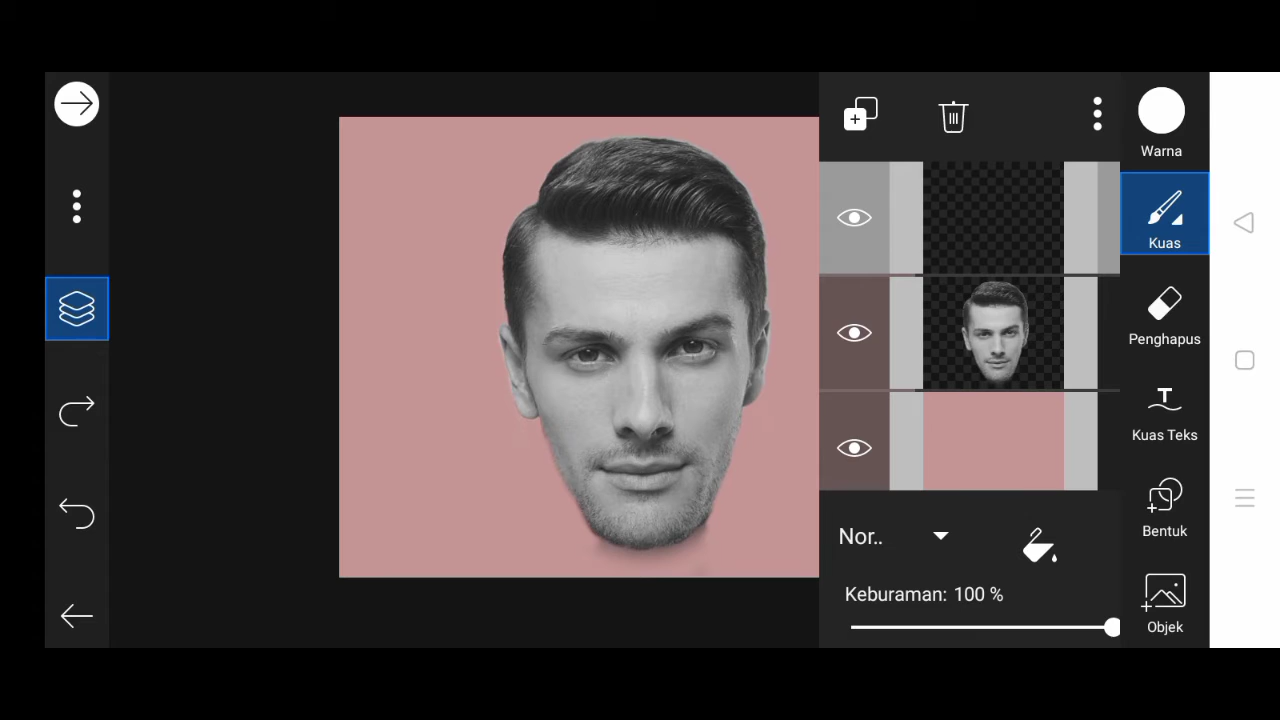 Warna
Kuas
Penghapus
T
Kuas Teks
Bentuk
Objek
Nor..
Keburaman: 100 %